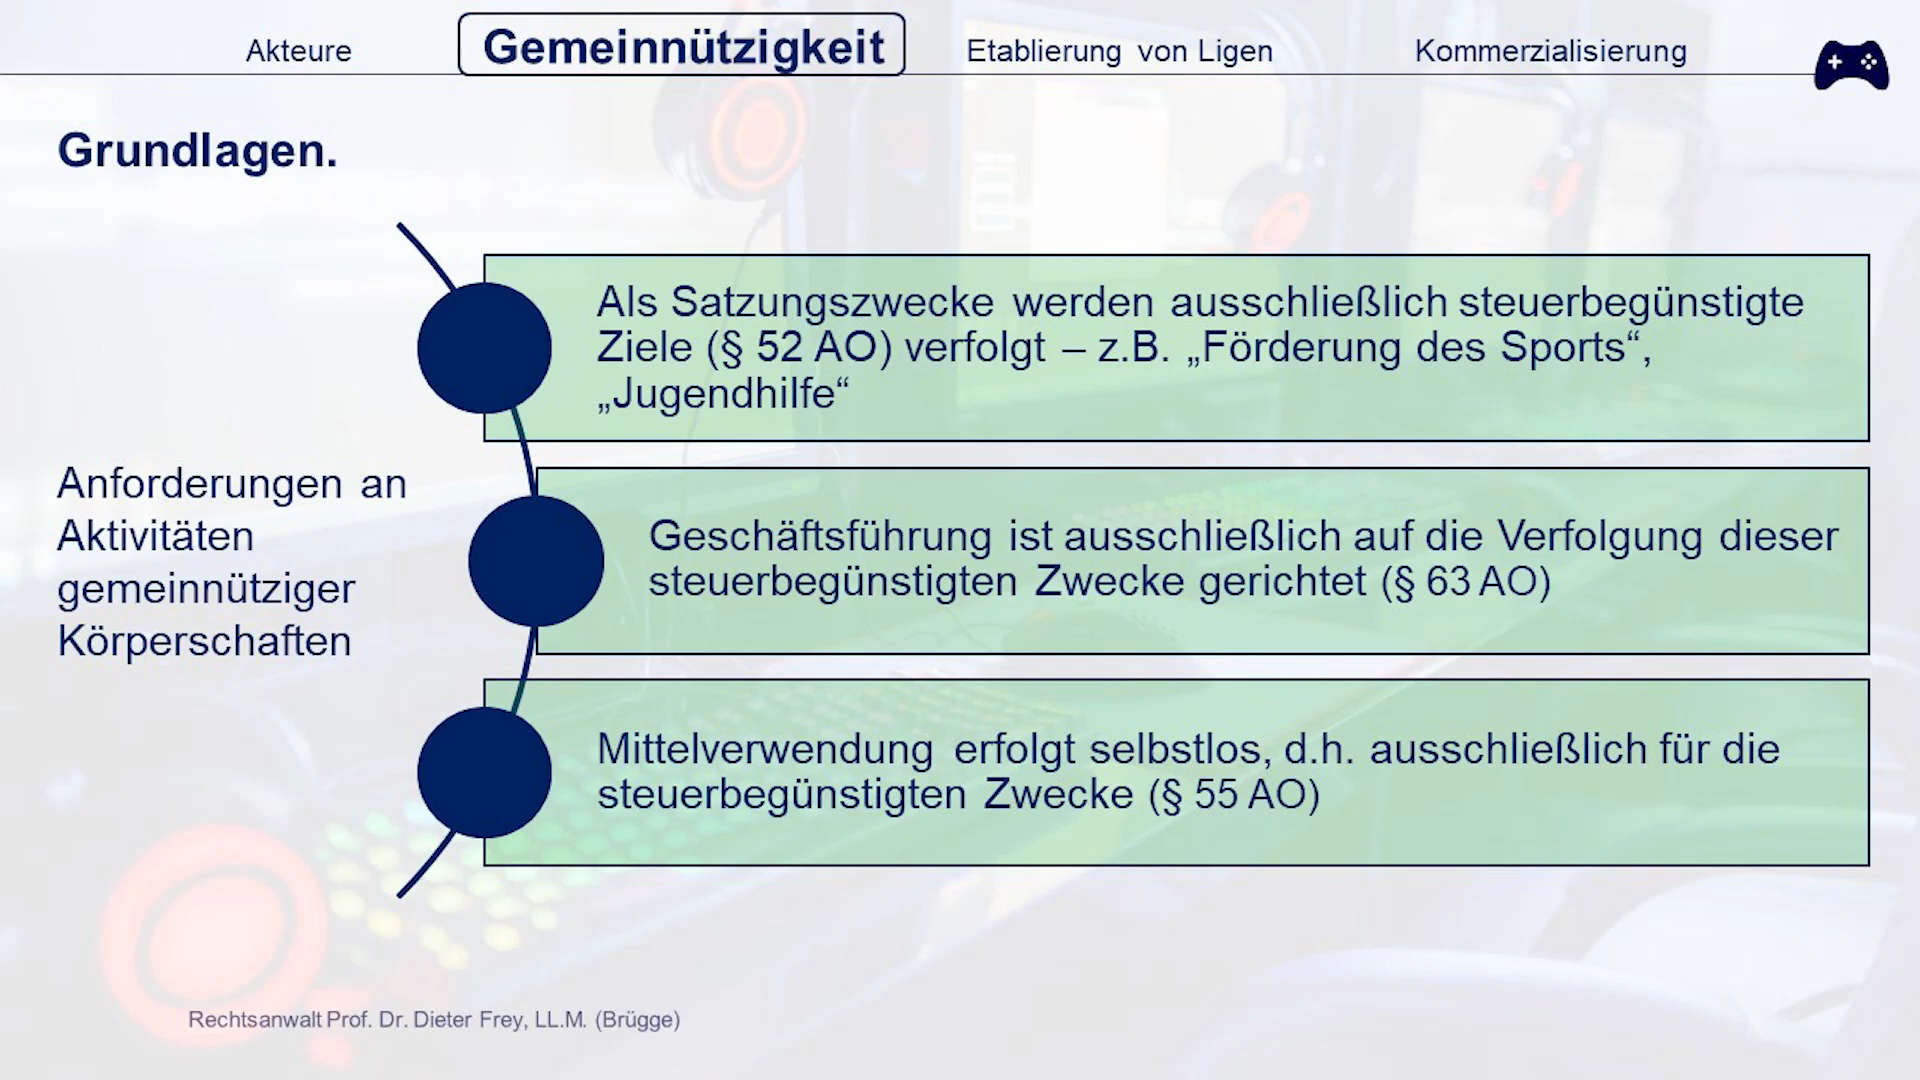 Akteure
Gemeinnützigkeit
Etablierung von Ligen
Kommerzialisierung
Grundlagen.
Anforderungen an
Aktivitäten
gemeinnütziger
Körperschaften
Als Satzungszwecke werden ausschließlich steuerbegünstigte
Ziele (§ 52 AO) verfolgt – z.B. „Förderung des Sports“,
„Jugendhilfe“
Geschäftsführung ist ausschließlich auf die Verfolgung dieser
steuerbegünstigten Zwecke gerichtet (§ 63 AO)
Mittelverwendung erfolgt selbstlos, d.h. ausschließlich für die
steuerbegünstigten Zwecke (§ 55 AO)
Rechtsanwalt Prof. Dr. Dieter Frey, LL.M. (Brügge)